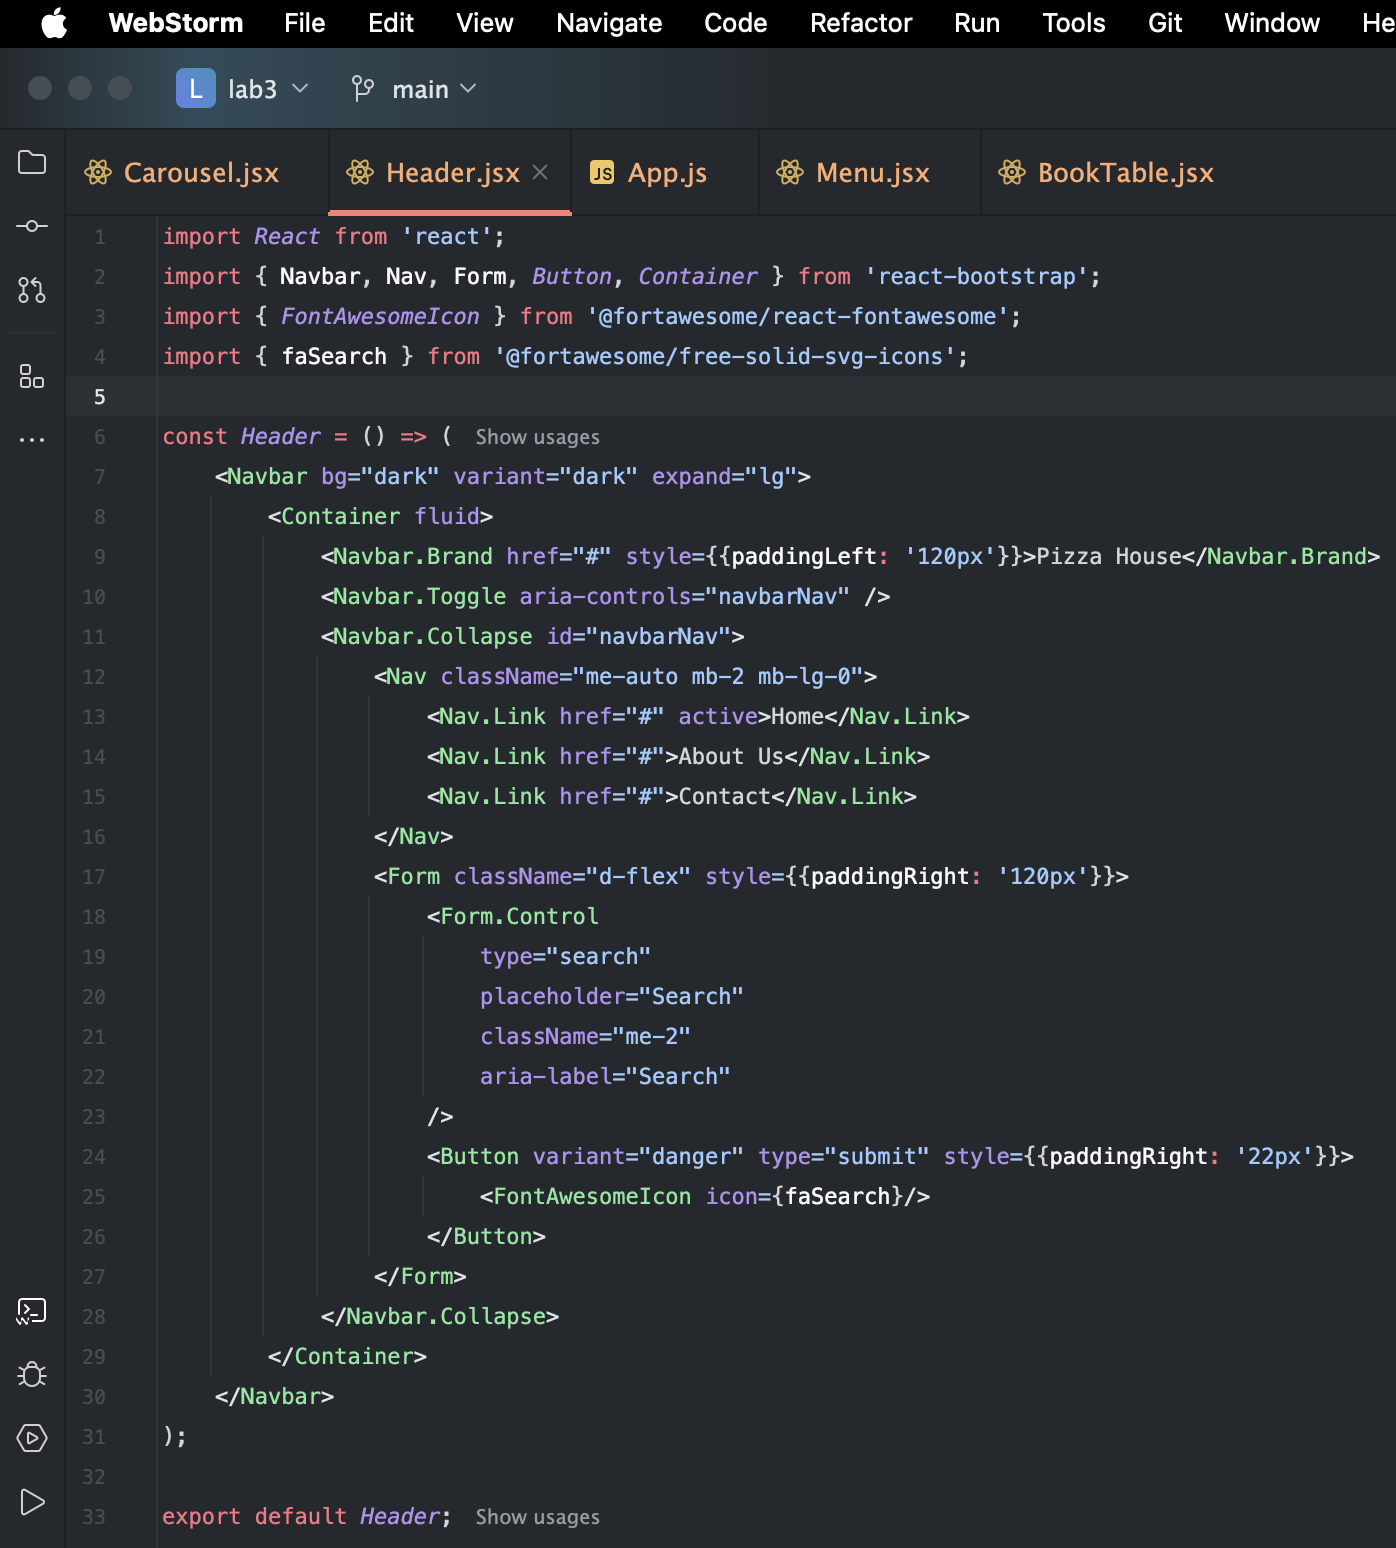 WebStorm File Edit View Navigate Code Refactor Run Tools Git Window He
L lab3 main
Carousel.jsx Header.jsx JS App.js Menu.jsx BookTable.jsx
1 import React from 'react';
2 import { Navbar, Nav, Form, Button, Container } from 'react-bootstrap';
3 import { FontAwesomeIcon } from '@fortawesome/react-fontawesome';
4 import { faSearch } from '@fortawesome/free-solid-svg-icons';
5
6 const Header = () => ( Show usages
7     <Navbar bg="dark" variant="dark" expand="lg">
8         <Container fluid>
9             <Navbar.Brand href="#" style={{paddingLeft: '120px'}}>Pizza House</Navbar.Brand>
10             <Navbar.Toggle aria-controls="navbarNav" />
11             <Navbar.Collapse id="navbarNav">
12                 <Nav className="me-auto mb-2 mb-lg-0">
13                     <Nav.Link href="#" active>Home</Nav.Link>
14                     <Nav.Link href="#">About Us</Nav.Link>
15                     <Nav.Link href="#">Contact</Nav.Link>
16                 </Nav>
17                 <Form className="d-flex" style={{paddingRight: '120px'}}>
18                     <Form.Control
19                         type="search"
20                         placeholder="Search"
21                         className="me-2"
22                         aria-label="Search"
23                     />
24                     <Button variant="danger" type="submit" style={{paddingRight: '22px'}}>
25                         <FontAwesomeIcon icon={faSearch}/>
26                     </Button>
27                 </Form>
28             </Navbar.Collapse>
29         </Container>
30     </Navbar>
31 );
32
33 export default Header; Show usages